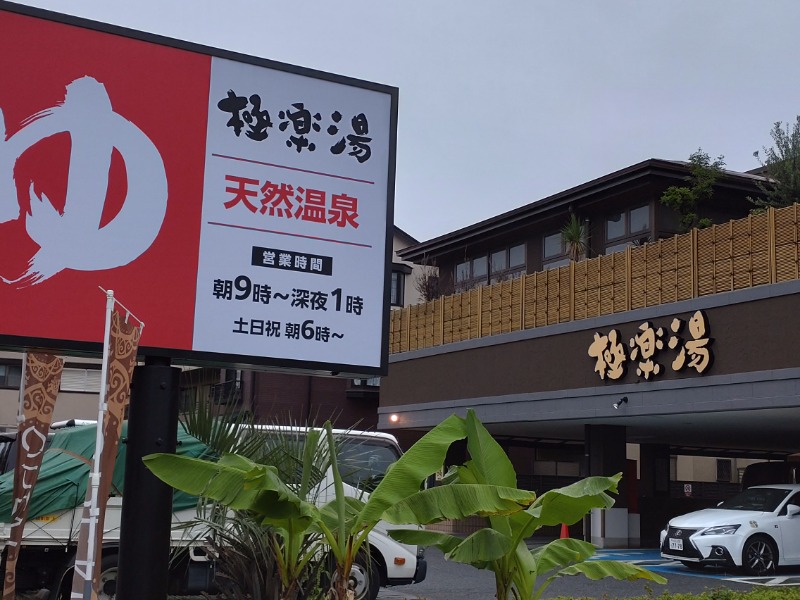 ゆ
極楽湯
天然温泉
営業時間
朝9時～深夜1時
土日祝 朝6時～
極楽湯